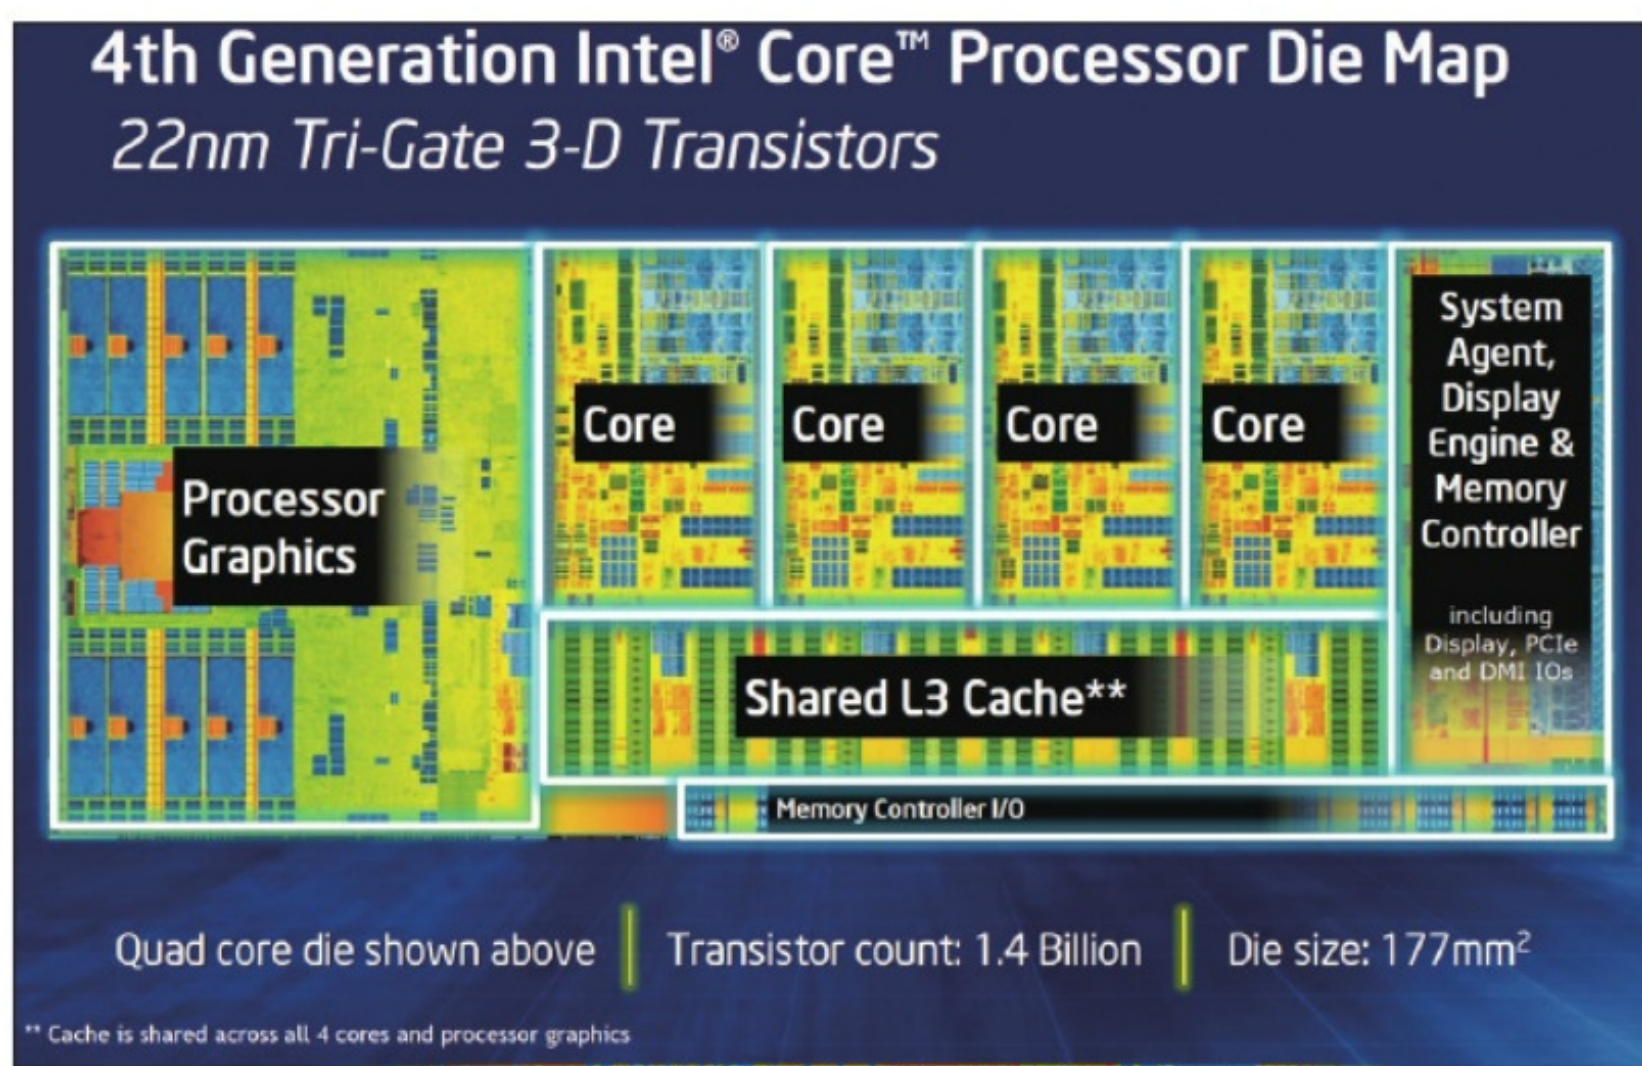 4th Generation Intel® Core™ Processor Die Map
22nm Tri-Gate 3-D Transistors
Processor
Graphics
Core
Core
Core
Core
System
Agent,
Display
Engine &
Memory
Controller
including
Display, PCIe
and DMI IOs
Shared L3 Cache**
Memory Controller I/O
Quad core die shown above
Transistor count: 1.4 Billion
Die size: 177mm²
** Cache is shared across all 4 cores and processor graphics